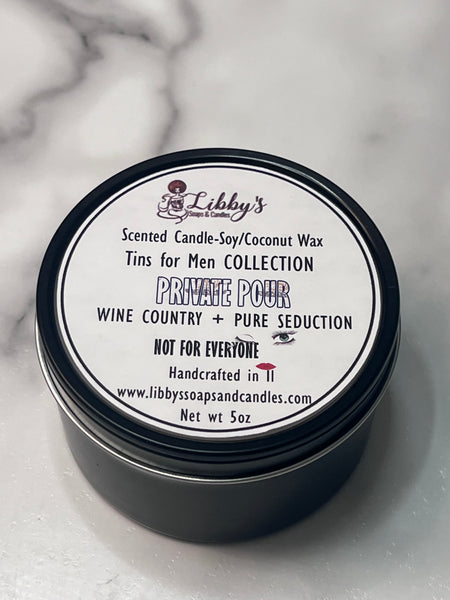 Libby's
Soaps & Candles
Scented Candle-Soy/Coconut Wax
Tins for Men COLLECTION
PRIVATE POUR
WINE COUNTRY + PURE SEDUCTION
NOT FOR EVERYONE
Handcrafted in Il
www.libbyssoapsandcandles.com
Net wt 5oz